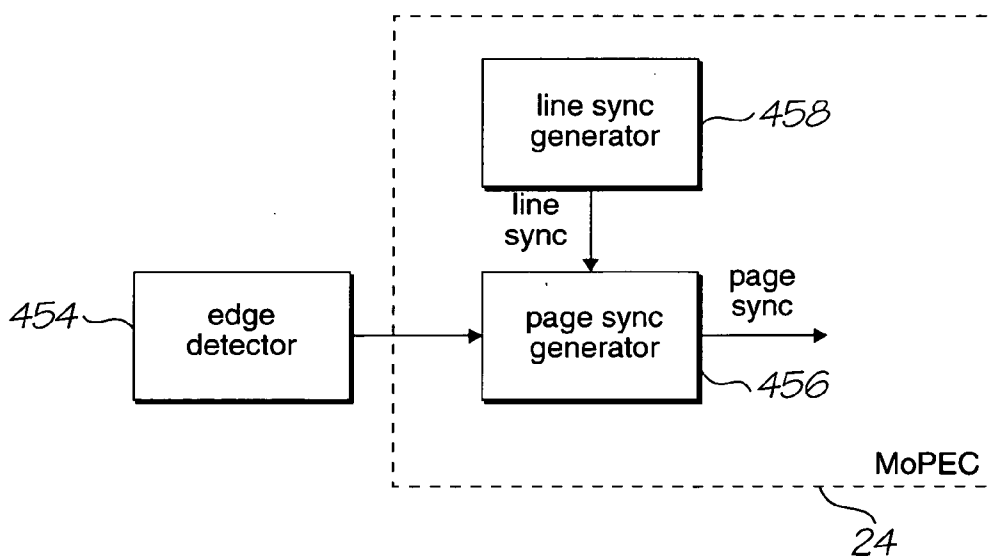 line sync
generator
458
line
sync
454
edge
detector
page sync
generator
page
sync
456
MoPEC
24